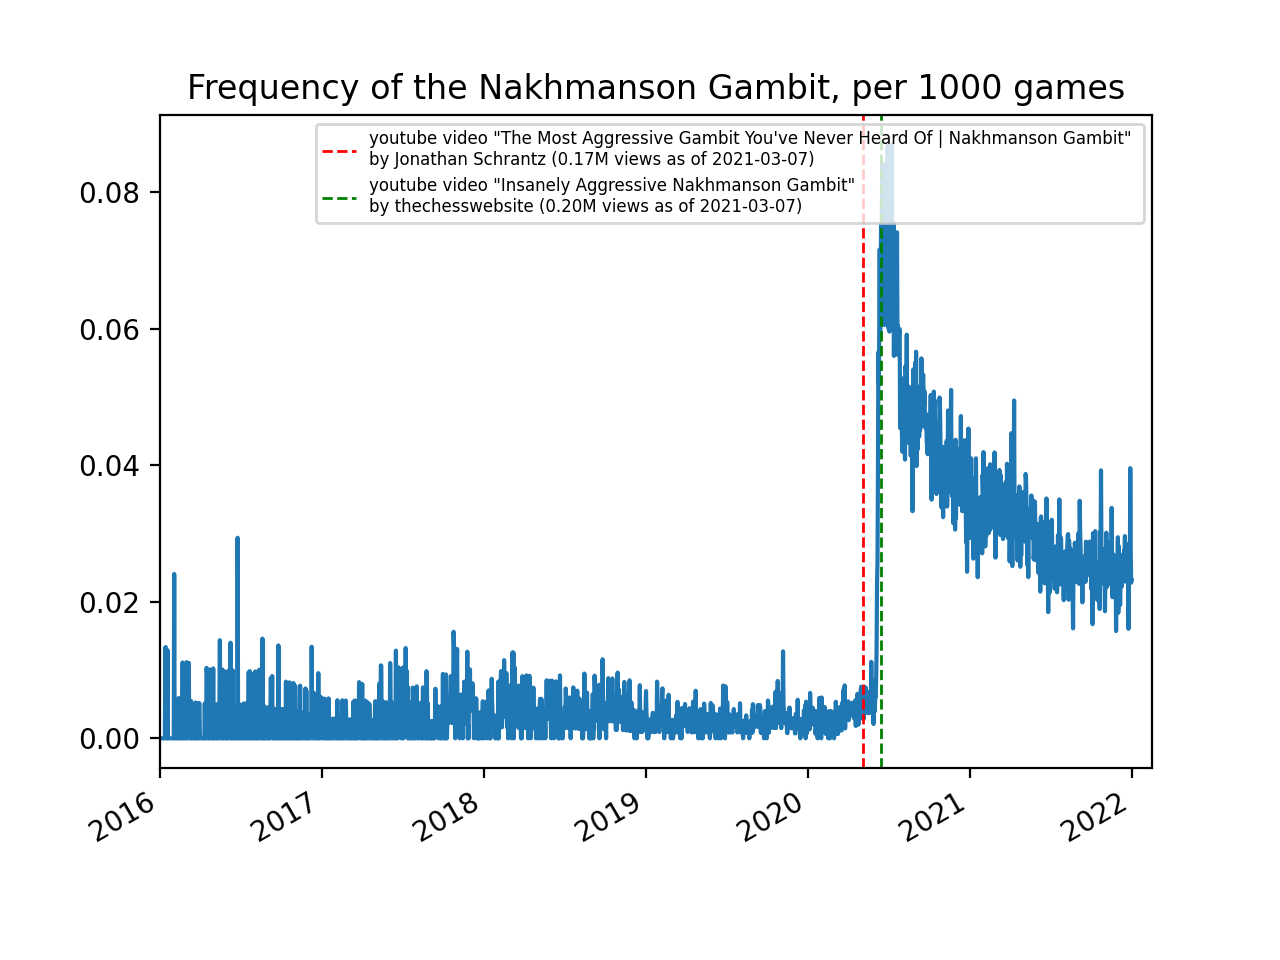 Frequency of the Nakhmanson Gambit, per 1000 games
youtube video "The Most Aggressive Gambit You've Never Heard Of | Nakhmanson Gambit"
by Jonathan Schrantz (0.17M views as of 2021-03-07)
youtube video "Insanely Aggressive Nakhmanson Gambit"
by thechesswebsite (0.20M views as of 2021-03-07)
0.08
0.06
0.04
0.02
0.00
2016
2017
2018
2019
2020
2021
2022